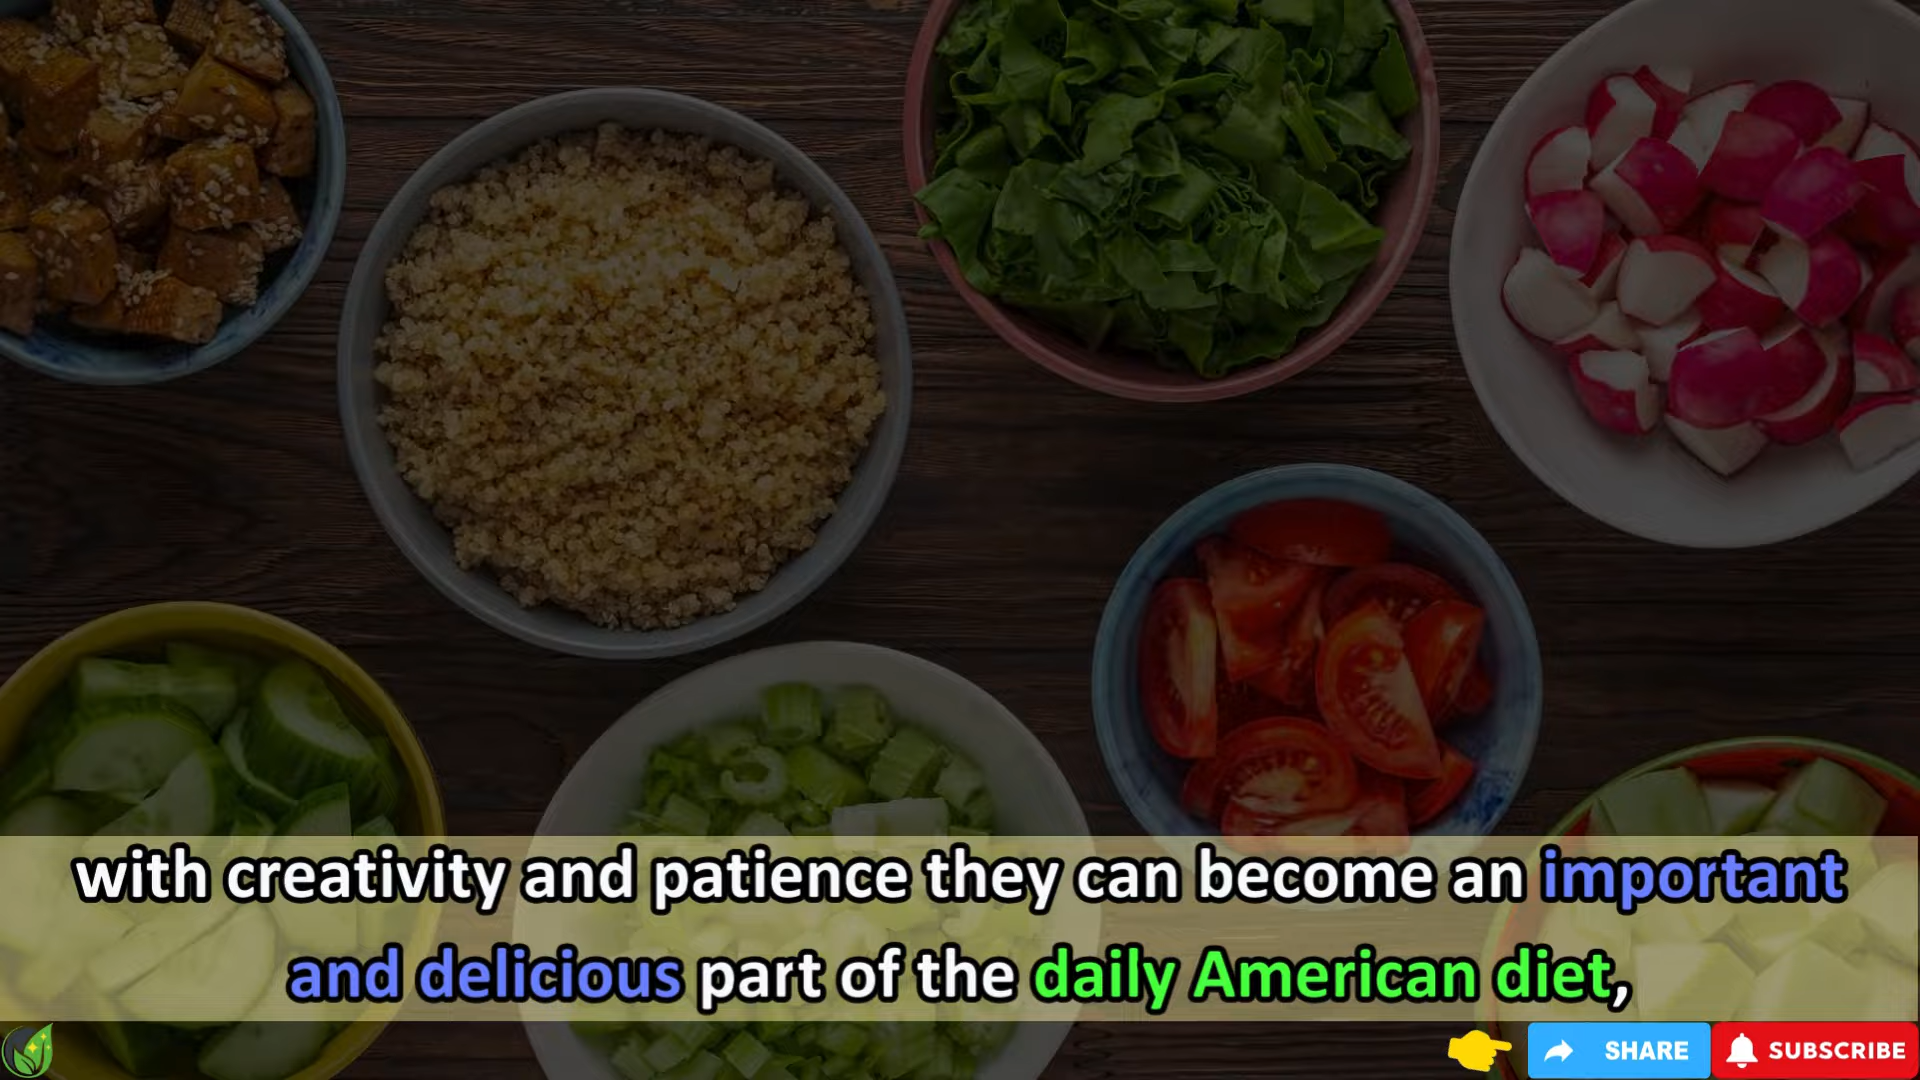 with creativity and patience they can become an important
and delicious part of the daily American diet,
SHARE
SUBSCRIBE